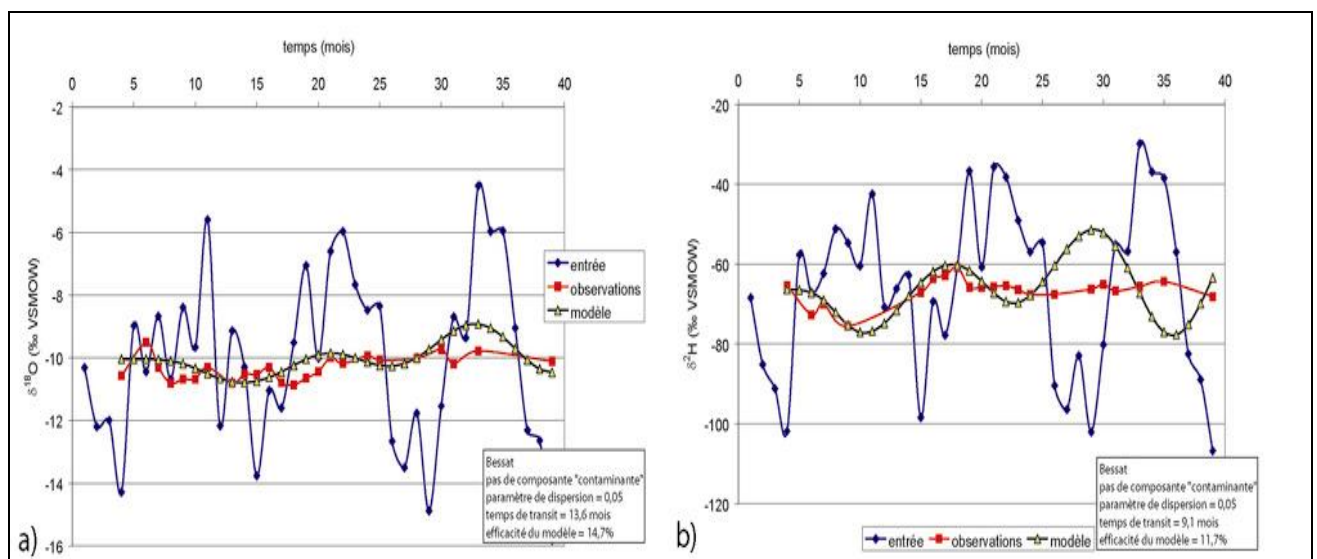 temps (mois)
0 5 10 15 20 25 30 35 40
-2
-4
-6
-8
-10
-12
-14
-16
δ¹⁸O (‰ VSMOW)
entrée
observations
modèle
Bessat
pas de composante "contaminante"
paramètre de dispersion = 0,05
temps de transit = 13,6 mois
efficacité du modèle = 14,7%
a)
temps (mois)
0 5 10 15 20 25 30 35 40
-20
-40
-60
-80
-100
-120
δ²H (‰ VSMOW)
Bessat
pas de composante "contaminante"
paramètre de dispersion = 0,05
temps de transit = 9,1 mois
efficacité du modèle = 11,7%
entrée observations modèle
b)